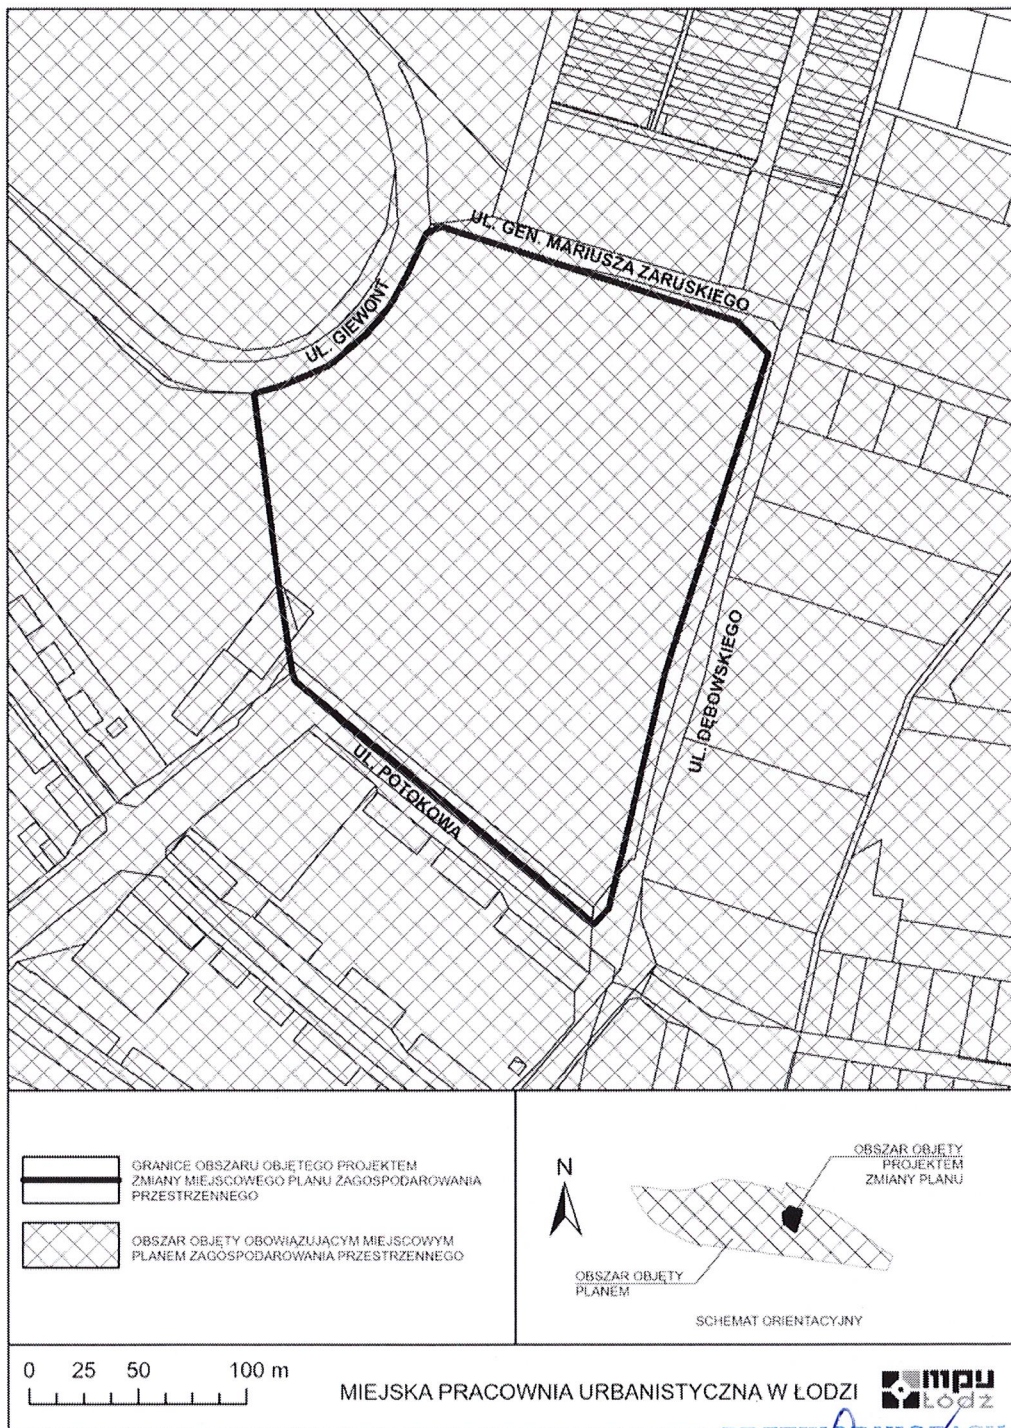 UL. GEN. MARIUSZA ZARUSKIEGO
UL. GIEWONT
UL. DĘBOWSKIEGO
UL. POTOKOWA
GRANICE OBSZARU OBJĘTEGO PROJEKTEM
ZMIANY MIEJSCOWEGO PLANU ZAGOSPODAROWANIA
PRZESTRZENNEGO
OBSZAR OBJĘTY OBOWIĄZUJĄCYM MIEJSCOWYM
PLANEM ZAGOSPODAROWANIA PRZESTRZENNEGO
N
OBSZAR OBJĘTY
PROJEKTEM
ZMIANY PLANU
OBSZAR OBJĘTY
PLANEM
SCHEMAT ORIENTACYJNY
0 25 50 100 m
MIEJSKA PRACOWNIA URBANISTYCZNA W ŁODZI
mpu
Łódź